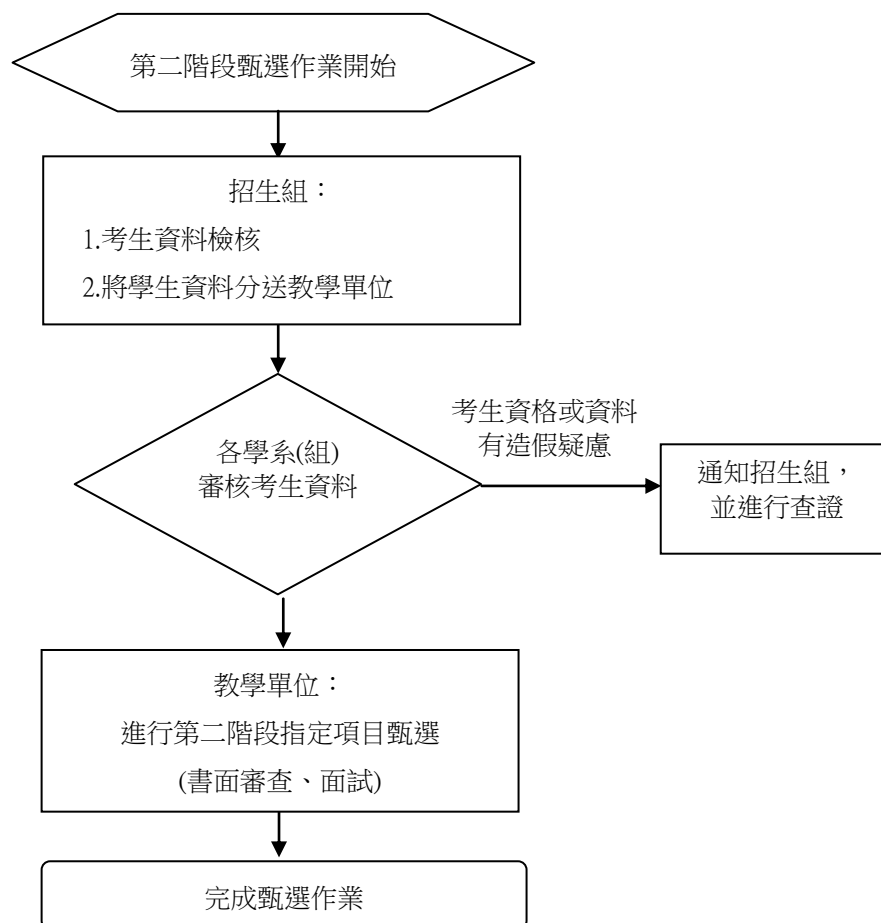 第二階段甄選作業開始
招生組：
1.考生資料檢核
2.將學生資料分送教學單位
各學系(組)
審核考生資料
考生資格或資料
有造假疑慮
通知招生組，
並進行查證
教學單位：
進行第二階段指定項目甄選
(書面審查、面試)
完成甄選作業